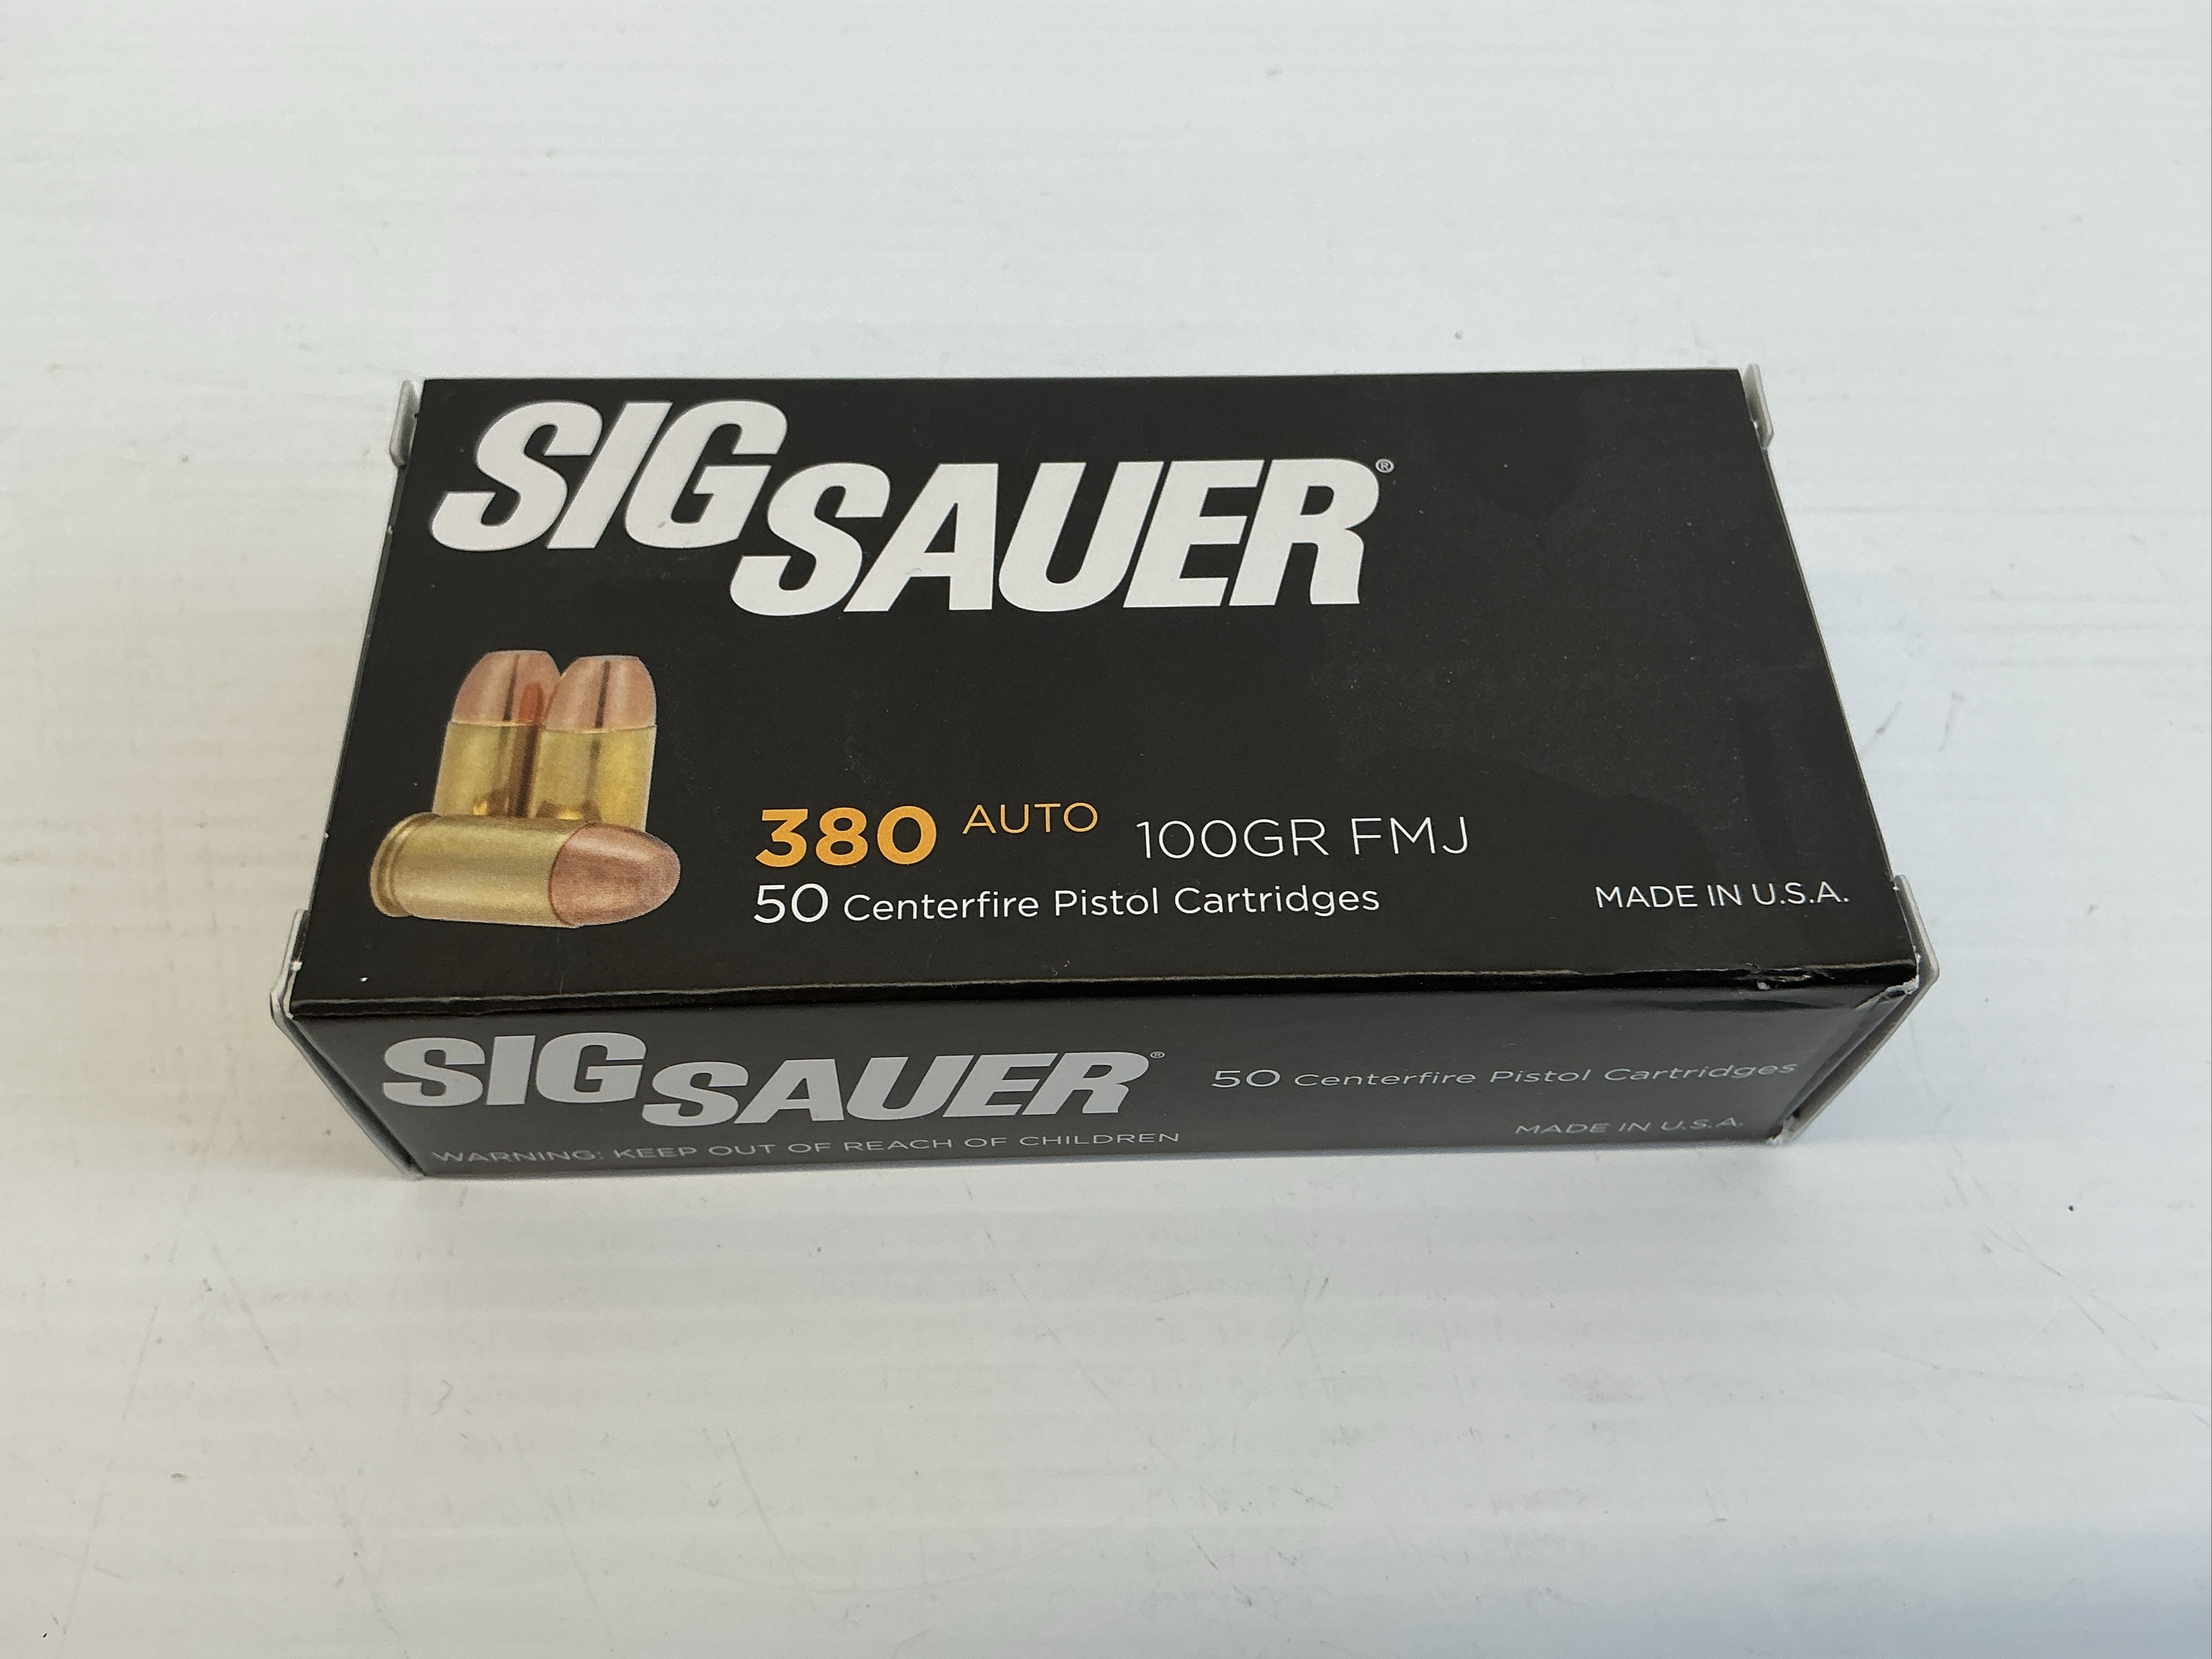 SIG SAUER®
380 AUTO 100GR FMJ
50 Centerfire Pistol Cartridges
MADE IN U.S.A.
SIG SAUER®
50 Centerfire Pistol Cartridges
WARNING: KEEP OUT OF REACH OF CHILDREN
MADE IN U.S.A.